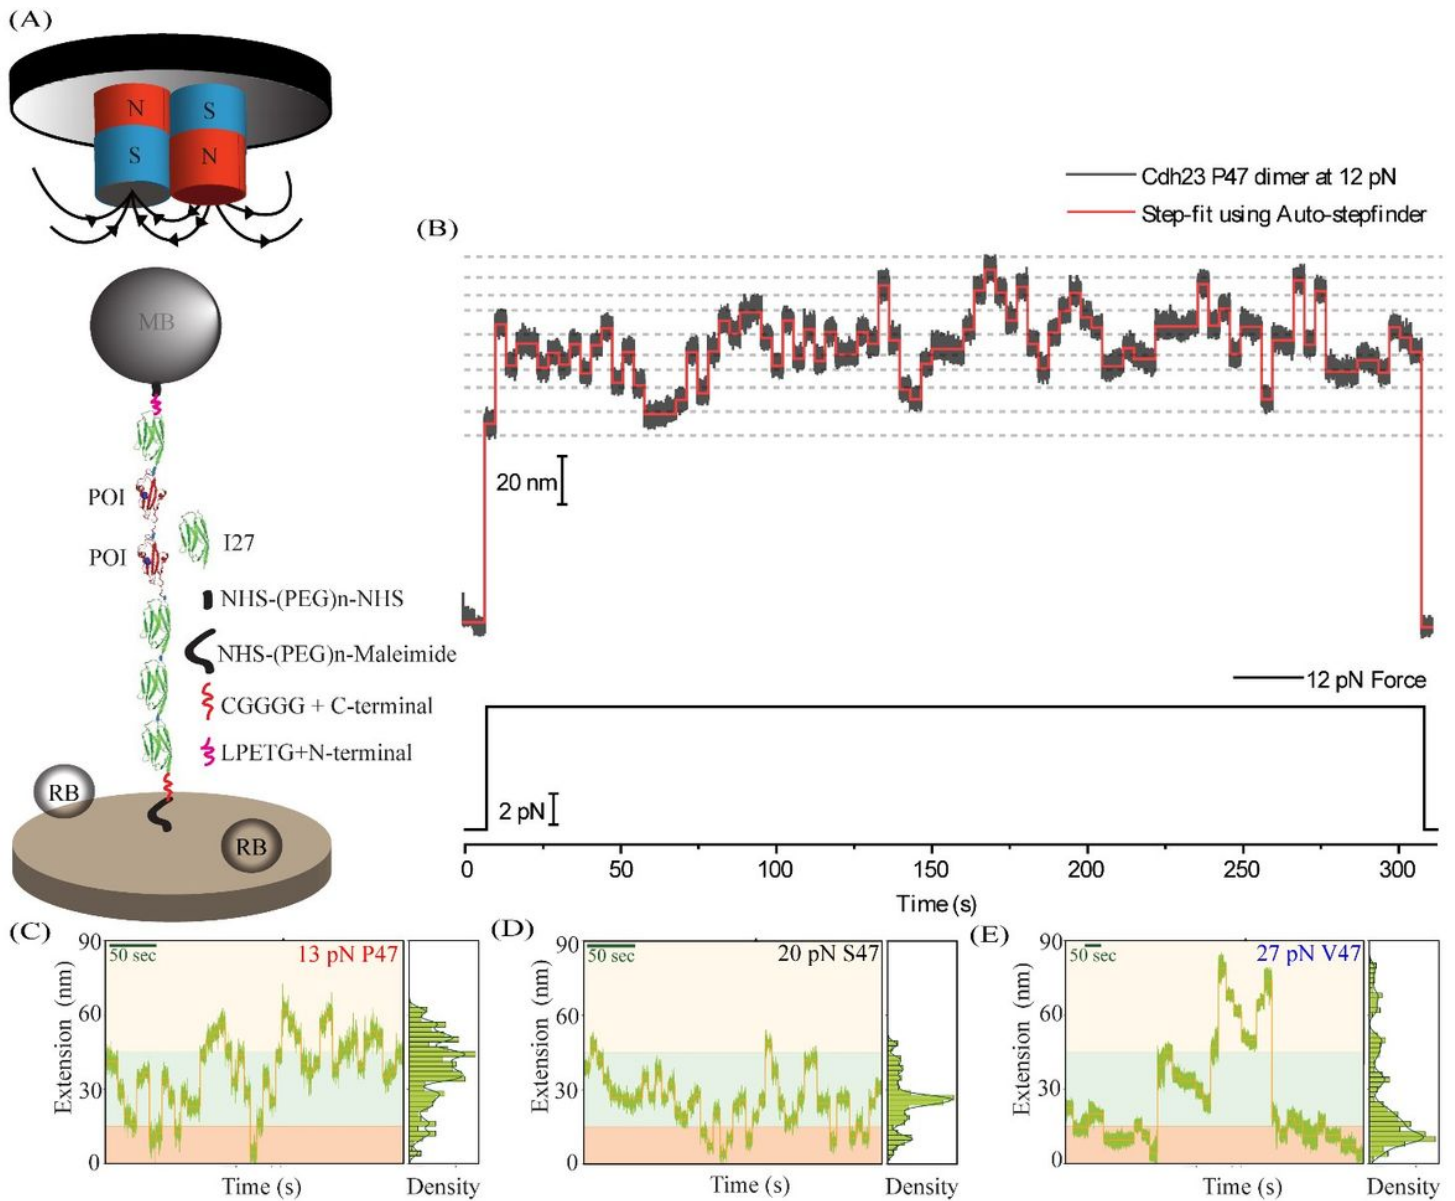 (A)
N
S
S
N
MB
POI
POI
I27
NHS-(PEG)n-NHS
NHS-(PEG)n-Maleimide
CGGGG + C-terminal
LPETG+N-terminal
RB
RB
(B)
Cdh23 P47 dimer at 12 pN
Step-fit using Auto-stepfinder
20 nm
12 pN Force
2 pN
0 50 100 150 200 250 300
Time (s)
(C)
90
60
30
0
Extension (nm)
50 sec
13 pN P47
Time (s)
Density
(D)
90
60
30
0
Extension (nm)
50 sec
20 pN S47
Time (s)
Density
(E)
90
60
30
0
Extension (nm)
50 sec
27 pN V47
Time (s)
Density